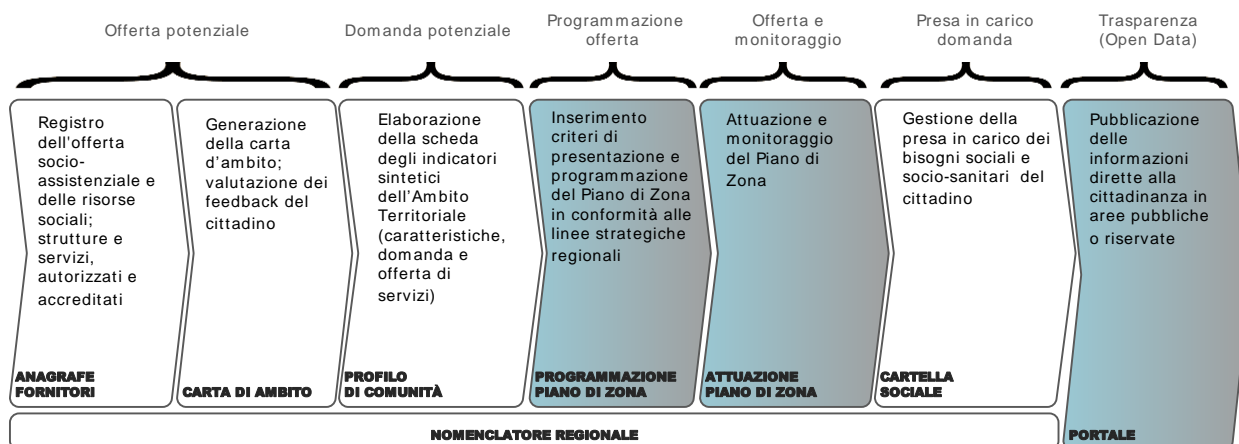 Offerta potenziale
Domanda potenziale
Programmazione
offerta
Offerta e
monitoraggio
Presa in carico
domanda
Trasparenza
(Open Data)
Registro
dell'offerta
socio-
assistenziale e
delle risorse
sociali;
strutture e
servizi,
autorizzati e
accreditati
ANAGRAFE
FORNITORI
Generazione
della carta
d'ambito;
valutazione dei
feedback del
cittadino
CARTA DI AMBITO
Elaborazione
della scheda
degli indicatori
sintetici
dell'Ambito
Territoriale
(caratteristiche,
domanda e
offerta di
servizi)
PROFILO
DI COMUNITÀ
Inserimento
criteri di
presentazione e
programmazione
del Piano di Zona
in conformità alle
linee strategiche
regionali
PROGRAMMAZIONE
PIANO DI ZONA
Attuazione e
monitoraggio
del Piano di
Zona
ATTUAZIONE
PIANO DI ZONA
Gestione della
presa in carico dei
bisogni sociali e
socio-sanitari del
cittadino
CARTELLA
SOCIALE
Pubblicazione
delle
informazioni
dirette alla
cittadinanza in
aree pubbliche
o riservate
PORTALE
NOMENCLATORE REGIONALE